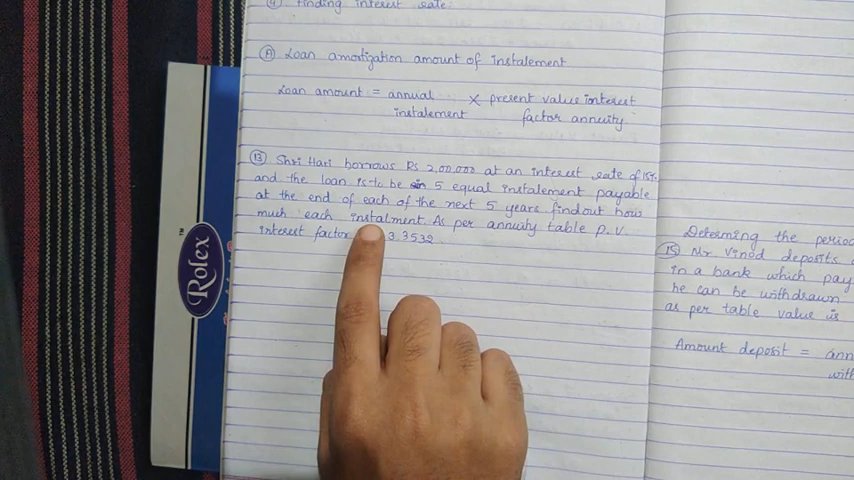 ④ Finding interest rate:
Ⓐ Loan amortization amount of instalement
Loan amount = annual instalement × present value interest factor annuity.
⑬ Shri Hari borrows Rs 2,00,000 at an interest rate of 15%.
and the loan is to be in 5 equal instalement payable
at the end of each of the next 5 years findout how
much each instalment. As per annuity table P.V.
Interest factor 3.3532.
Determing the period
⑮ Mr Vinod deposits
in a bank which pay
he can be withdrawn
as per table value is
Amount deposit = ann
with
Rolex
TM